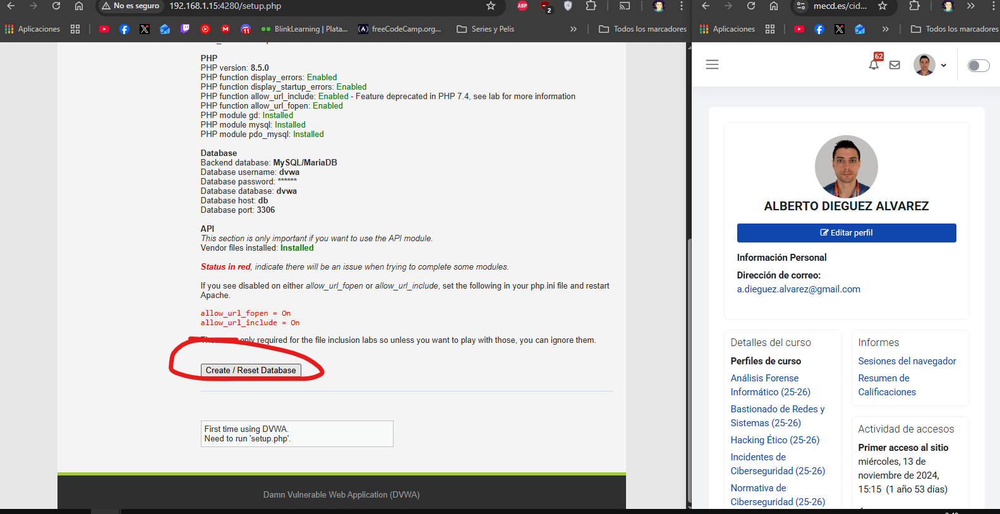 No es seguro 192.168.1.15:4280/setup.php
ABP
2
Aplicaciones
BlinkLearning | Plata...
freeCodeCamp.org...
Series y Pelis
Todos los marcadores
PHP
PHP version: 8.5.0
PHP function display_errors: Enabled
PHP function display_startup_errors: Enabled
PHP function allow_url_include: Enabled - Feature deprecated in PHP 7.4, see lab for more information
PHP function allow_url_fopen: Enabled
PHP module gd: Installed
PHP module mysql: Installed
PHP module pdo_mysql: Installed
Database
Backend database: MySQL/MariaDB
Database username: dvwa
Database password: ******
Database database: dvwa
Database host: db
Database port: 3306
API
This section is only important if you want to use the API module.
Vendor files installed: Installed
Status in red, indicate there will be an issue when trying to complete some modules.
If you see disabled on either allow_url_fopen or allow_url_include, set the following in your php.ini file and restart
Apache.
allow_url_fopen = On
allow_url_include = On
only required for the file inclusion labs so unless you want to play with those, you can ignore them.
Create / Reset Database
First time using DVWA.
Need to run 'setup.php'.
Damn Vulnerable Web Application (DVWA)
mecd.es/cid...
Aplicaciones
Todos los marcadores
62
ALBERTO DIEGUEZ ALVAREZ
Editar perfil
Información Personal
Dirección de correo:
a.dieguez.alvarez@gmail.com
Detalles del curso
Perfiles de curso
Análisis Forense
Informático (25-26)
Bastionado de Redes y
Sistemas (25-26)
Hacking Ético (25-26)
Incidentes de
Ciberseguridad (25-26)
Normativa de
Ciberseguridad (25-26)
Informes
Sesiones del navegador
Resumen de
Calificaciones
Actividad de accesos
Primer acceso al sitio
miércoles, 13 de
noviembre de 2024,
15:15 (1 año 53 días)